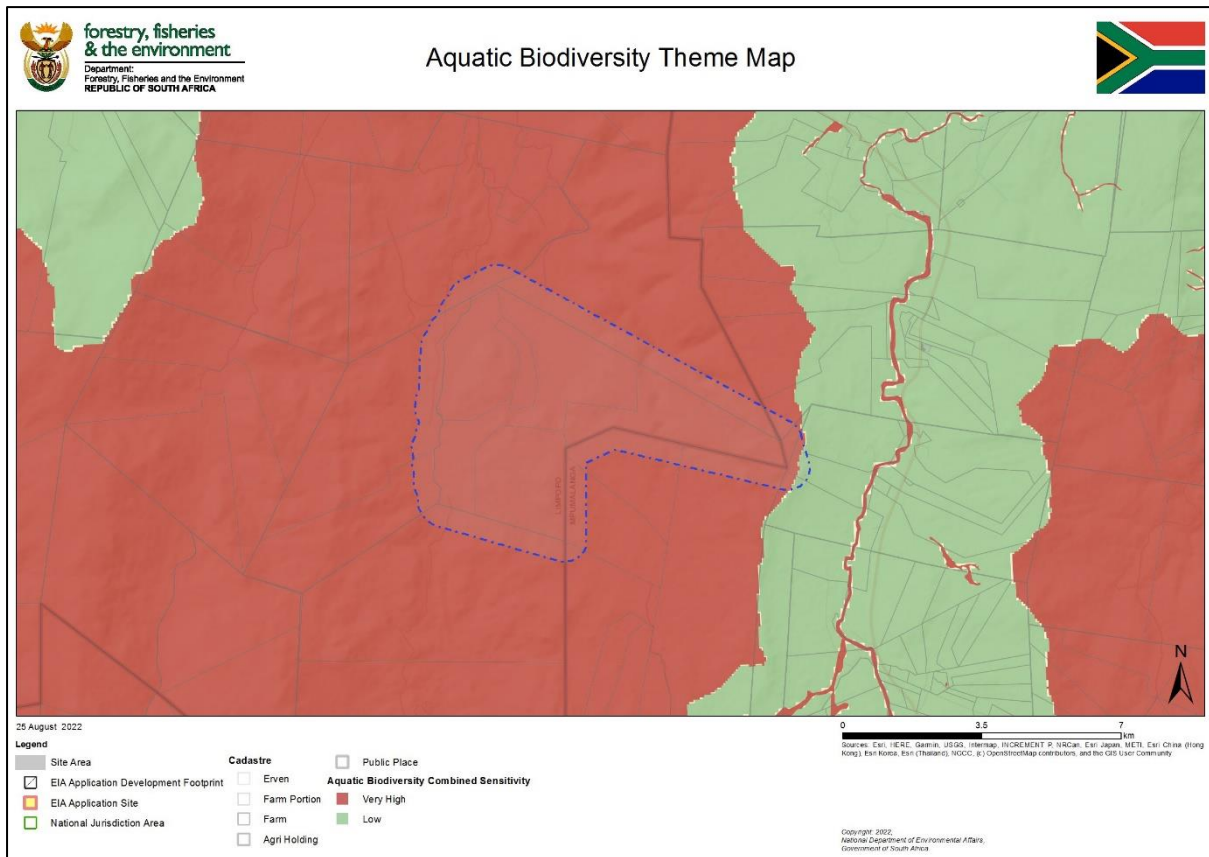 forestry, fisheries
& the environment
Department:
Forestry, Fisheries and the Environment
REPUBLIC OF SOUTH AFRICA
Aquatic Biodiversity Theme Map
LIMPOPO
MPUMALANGA
N
25 August 2022
0 3.5 7
km
Sources: Esri, HERE, Garmin, USGS, Intermap, INCREMENT P, NRCan, Esri Japan, METI, Esri China (Hong
Kong), Esri Korea, Esri (Thailand), NGCC, (c) OpenStreetMap contributors, and the GIS User Community
Legend
Site Area
EIA Application Development Footprint
EIA Application Site
National Jurisdiction Area
Cadastre
Erven
Farm Portion
Farm
Agri Holding
Public Place
Aquatic Biodiversity Combined Sensitivity
Very High
Low
Copyright: 2022,
National Department of Environmental Affairs,
Government of South Africa